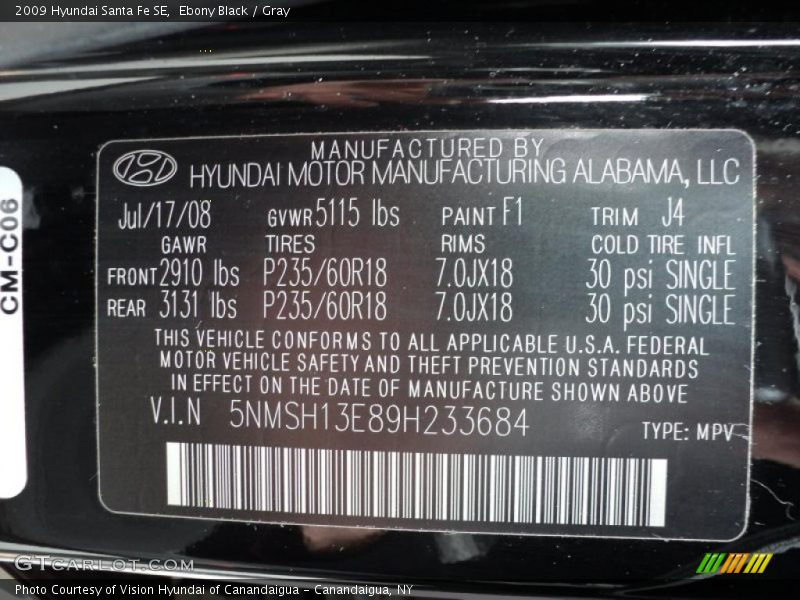 2009 Hyundai Santa Fe SE,  Ebony Black / Gray
MANUFACTURED BY
HYUNDAI MOTOR MANUFACTURING ALABAMA, LLC
Jul/17/08 GVWR 5115 lbs PAINT F1 TRIM J4
GAWR TIRES RIMS COLD TIRE INFL
FRONT 2910 lbs P235/60R18 7.0JX18 30 psi SINGLE
REAR 3131 lbs P235/60R18 7.0JX18 30 psi SINGLE
THIS VEHICLE CONFORMS TO ALL APPLICABLE U.S.A. FEDERAL
MOTOR VEHICLE SAFETY AND THEFT PREVENTION STANDARDS
IN EFFECT ON THE DATE OF MANUFACTURE SHOWN ABOVE
V.I.N 5NMSH13E89H233684
TYPE: MPV
CM-C06
GTCARLOT.COM
Photo Courtesy of Vision Hyundai of Canandaigua - Canandaigua, NY